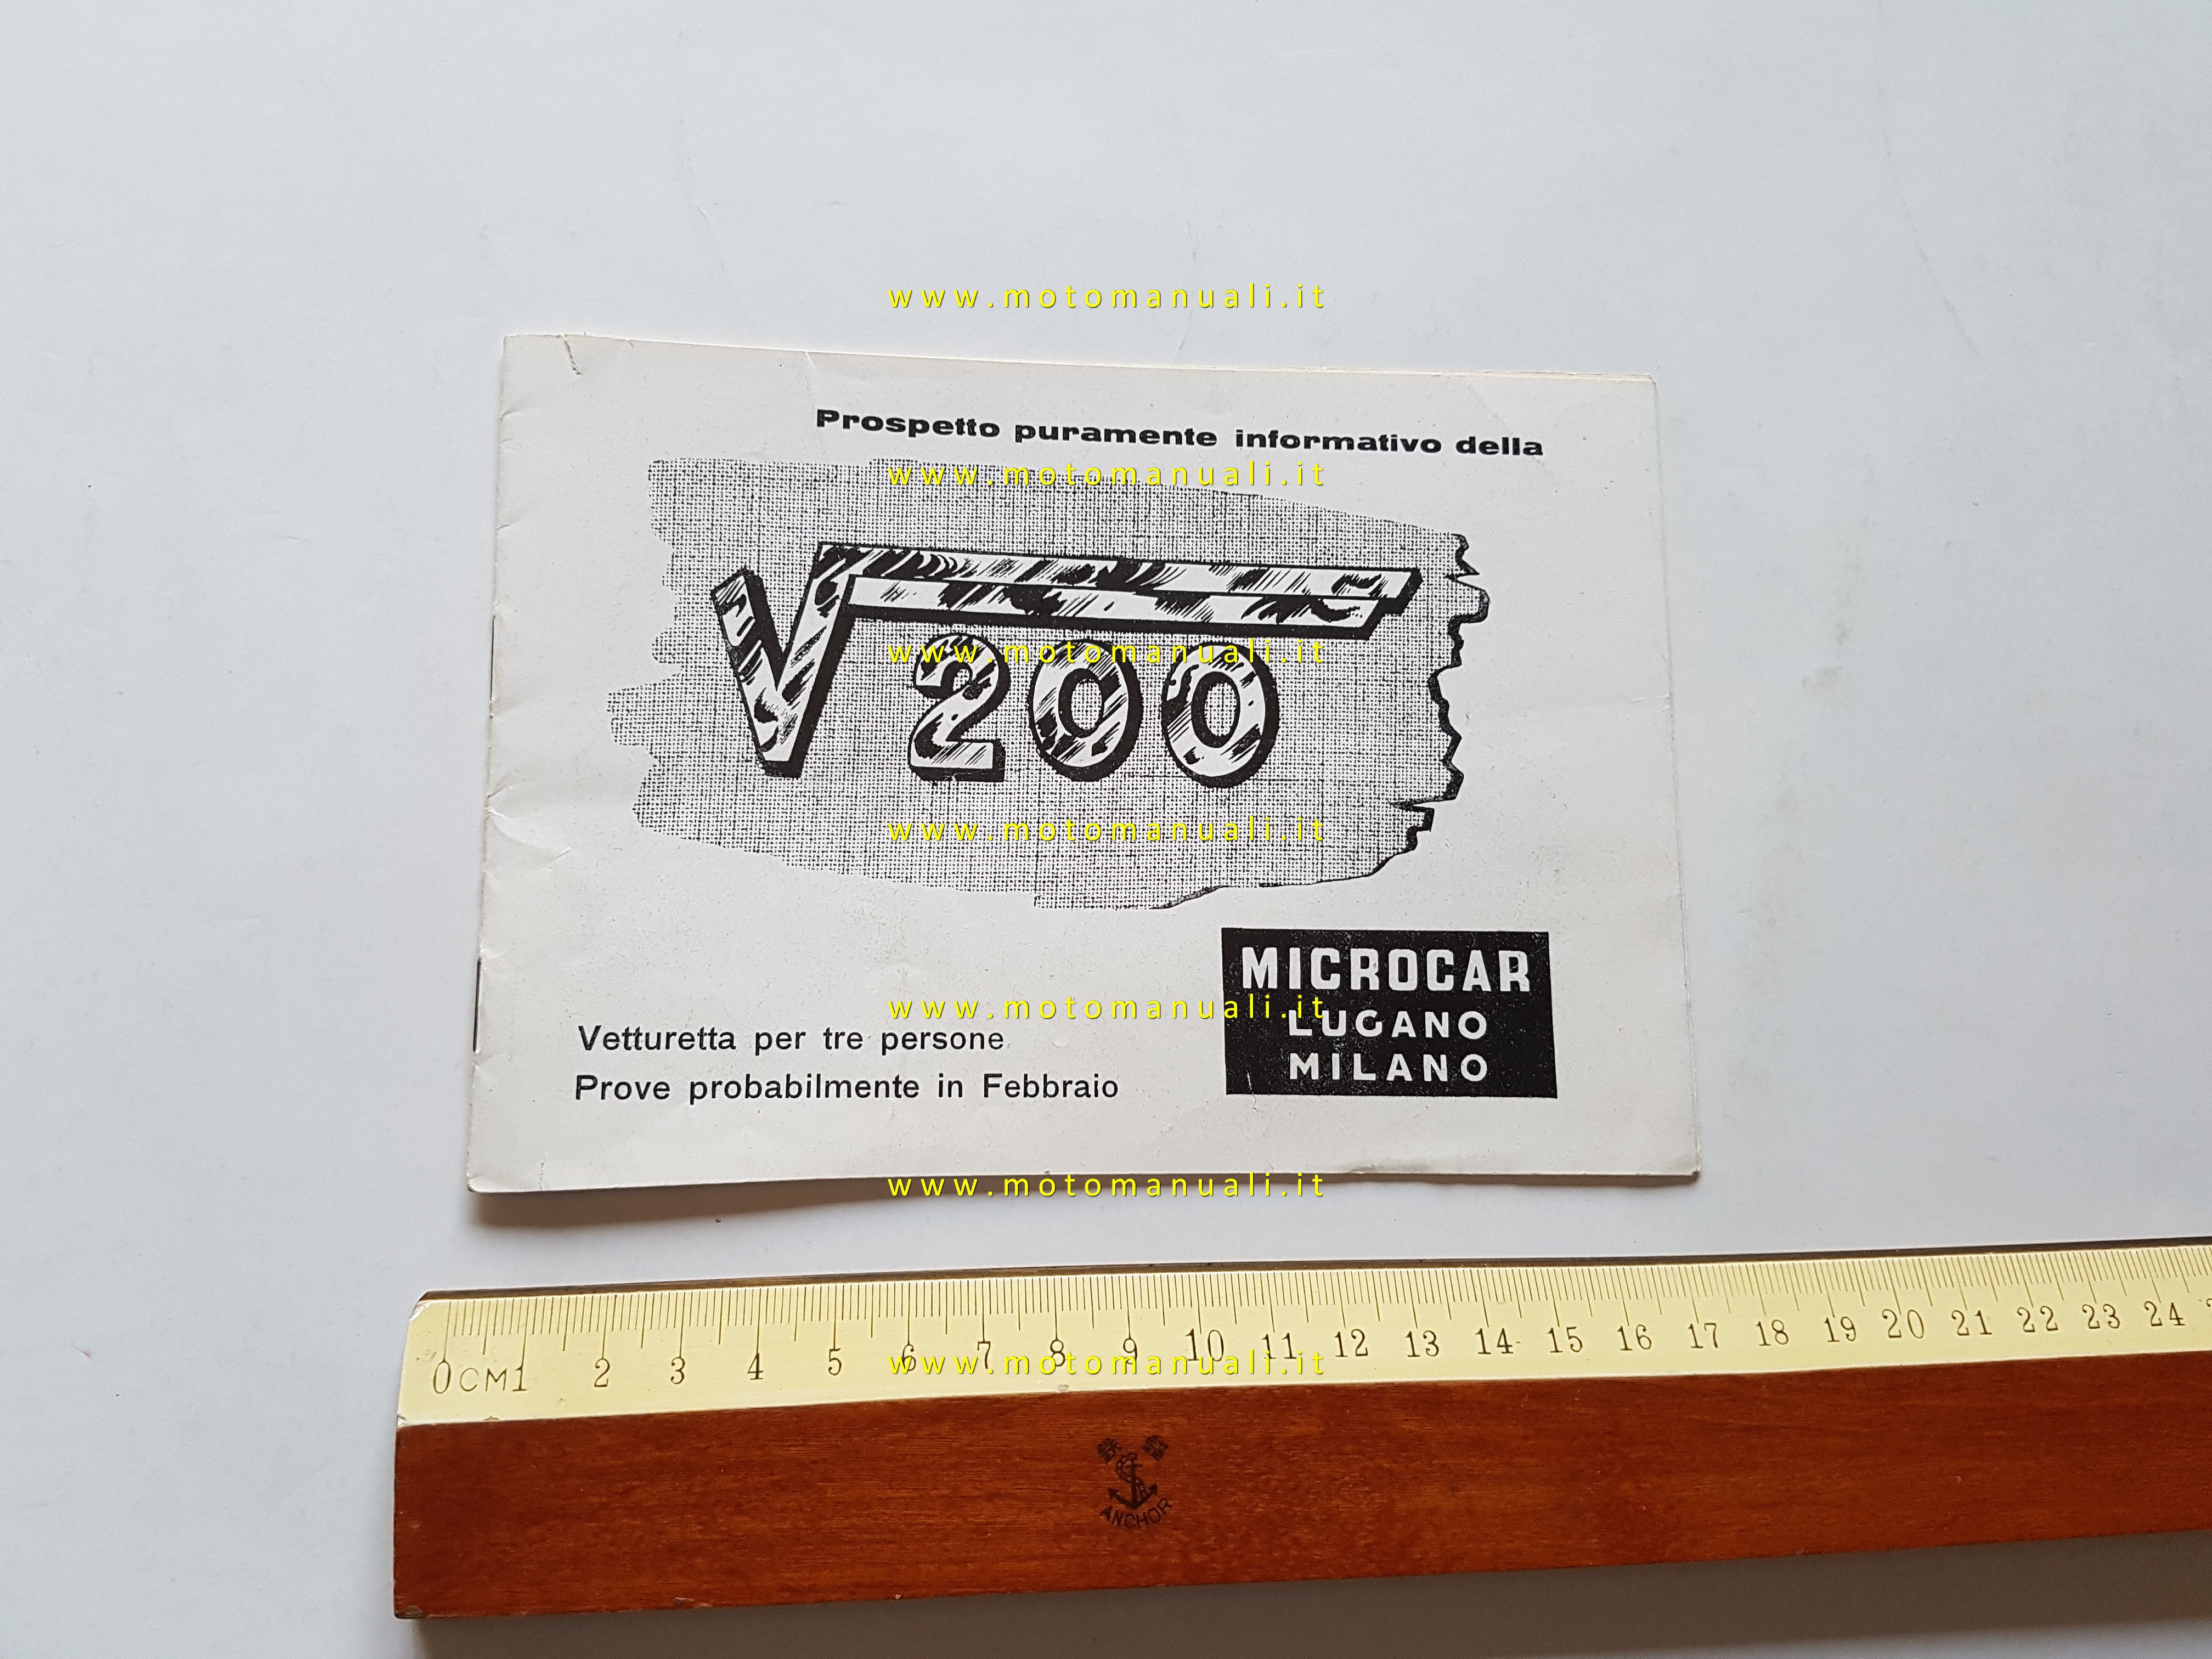 www.motomanuali.it
Prospetto puramente informativo della
www.motomanuali.it
V200
www.motomanuali.it
www.motomanuali.it
MICROCAR
LUGANO
MILANO
www.motomanuali.it
Vetturetta per tre persone
Prove probabilmente in Febbraio
www.motomanuali.it
0CM1 2 3 4 5 6 7 8 9 10 11 12 13 14 15 16 17 18 19 20 21 22 23 24
www.motomanuali.it
ANCHOR